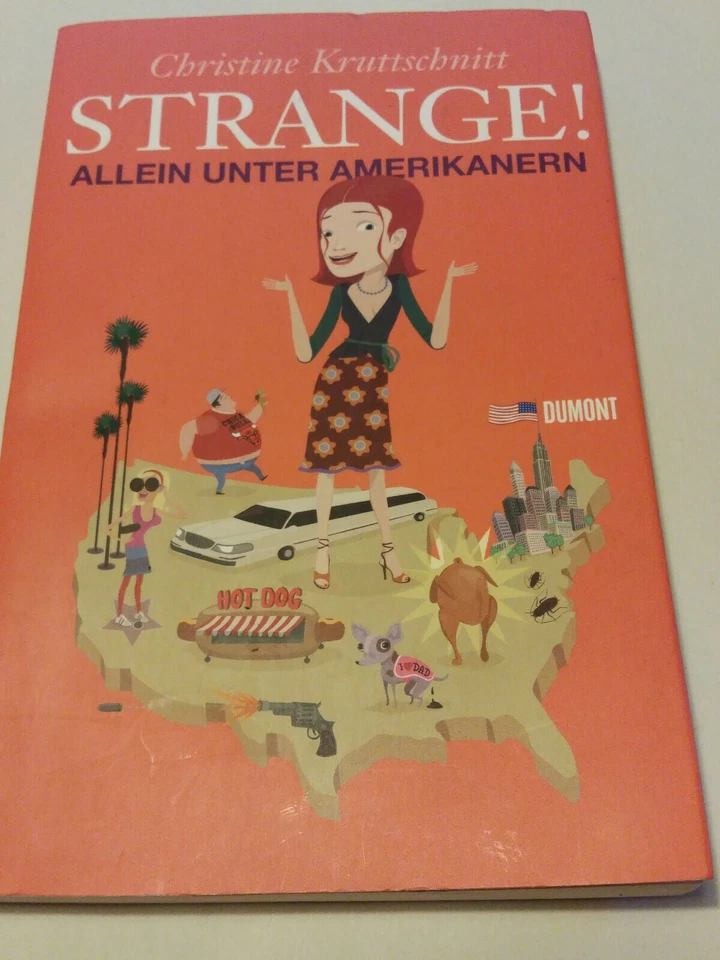 Christine Kruttschnitt
STRANGE!
ALLEIN UNTER AMERIKANERN
DUMONT
HOT DOG
I ♥ DAD